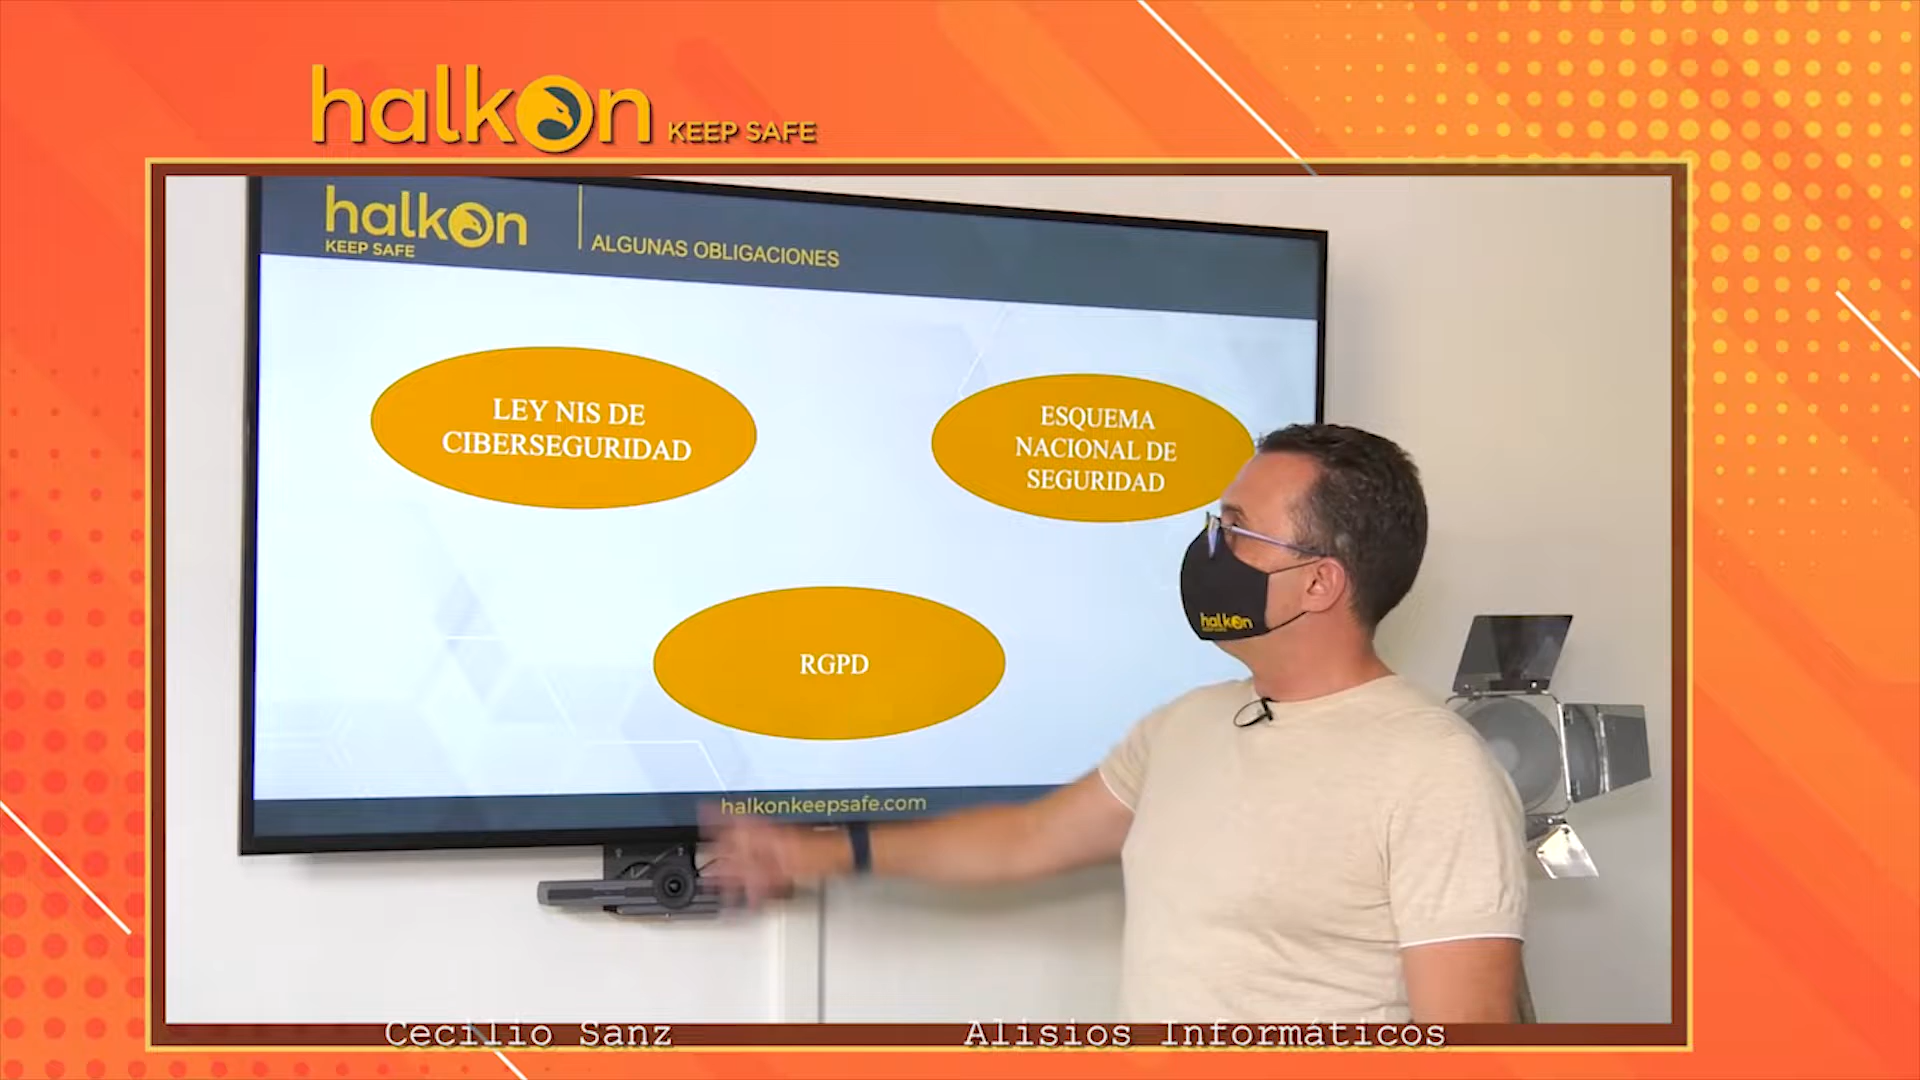 halkon KEEP SAFE
halkon
KEEP SAFE
ALGUNAS OBLIGACIONES
LEY NIS DE
CIBERSEGURIDAD
ESQUEMA
NACIONAL DE
SEGURIDAD
RGPD
halkon
halkonkeepsafe.com
Cecilio Sanz
Alisios Informáticos